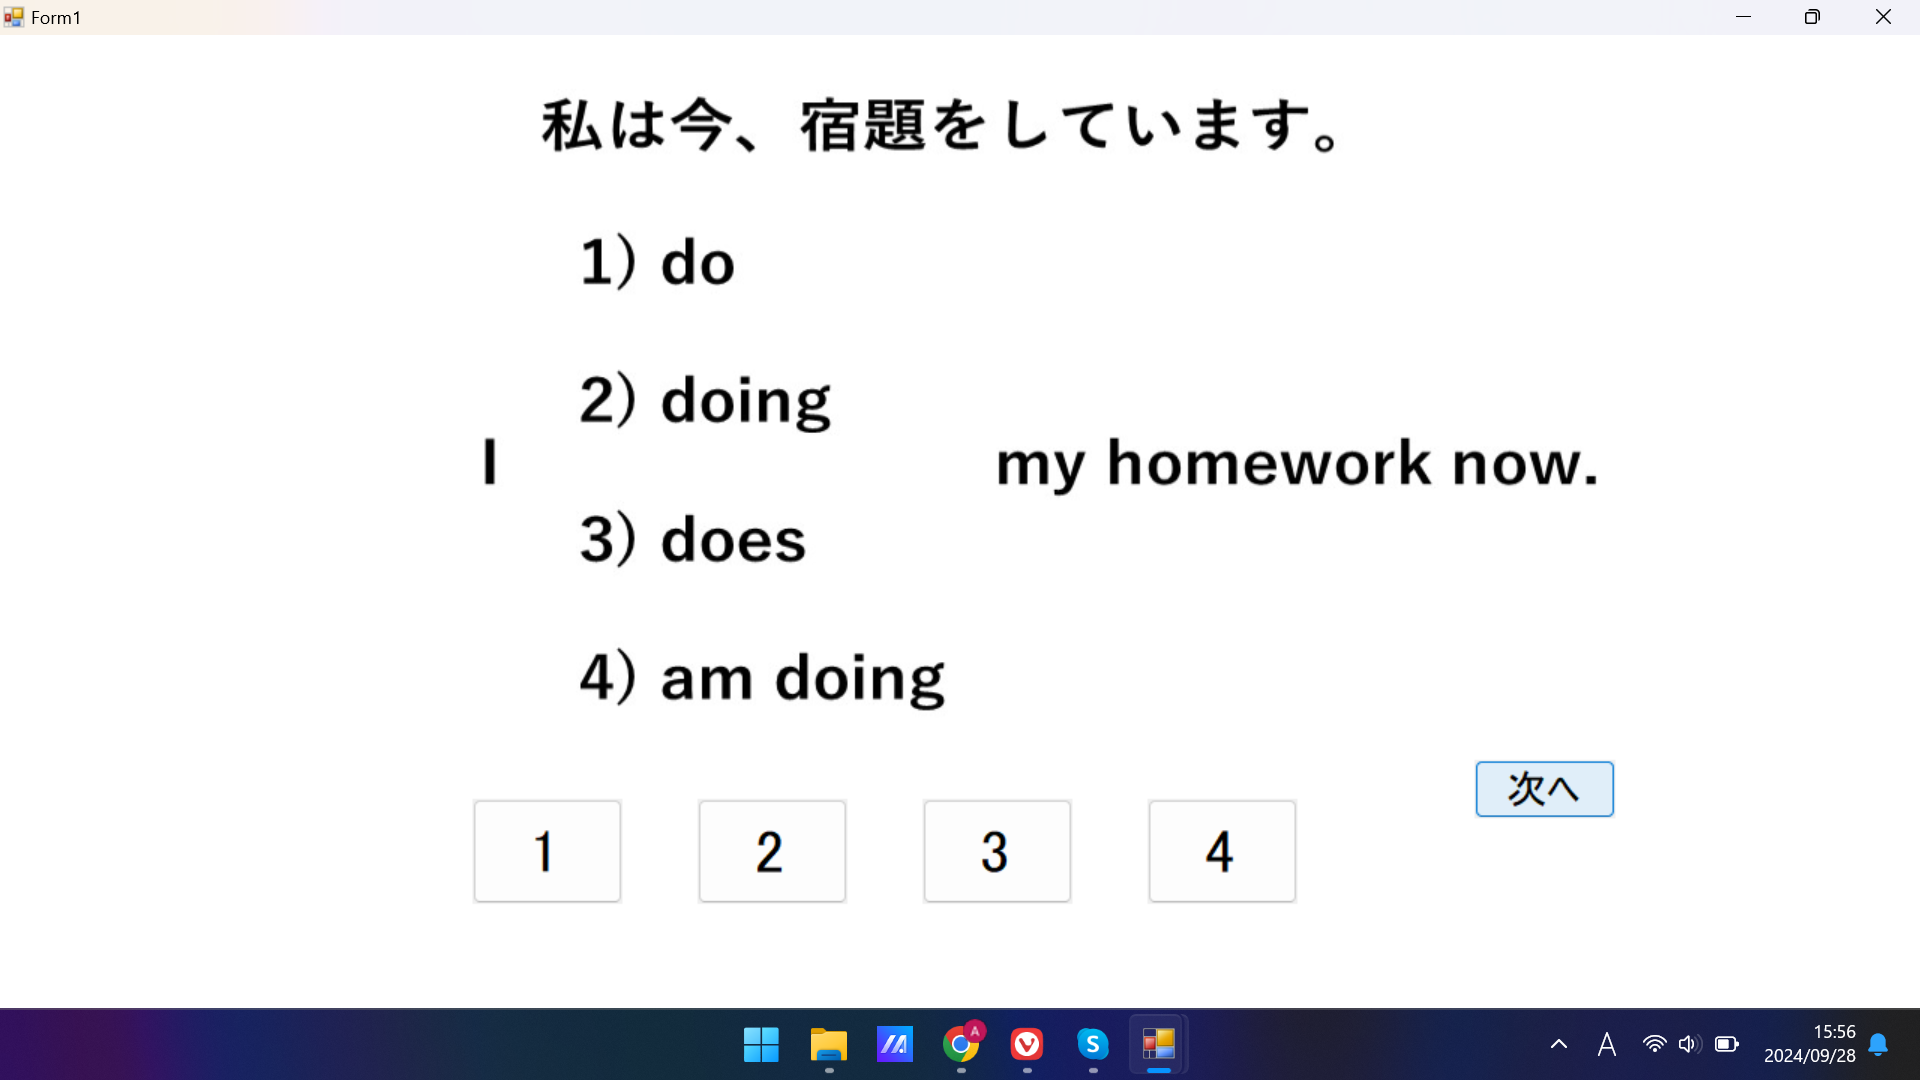 Form1
私は今、宿題をしています。
1) do
2) doing
I
my homework now.
3) does
4) am doing
次へ
1
2
3
4
A
S
A
15:56
2024/09/28